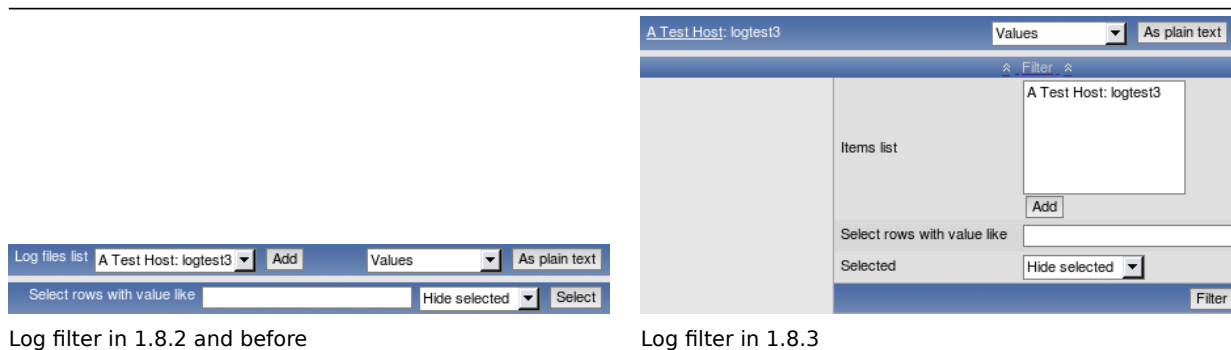 Log files list A Test Host: logtest3 Add Values As plain text
Select rows with value like Hide selected Select
Log filter in 1.8.2 and before
A Test Host: logtest3 Values As plain text
Filter
A Test Host: logtest3
Items list
Add
Select rows with value like
Selected Hide selected
Filter
Log filter in 1.8.3